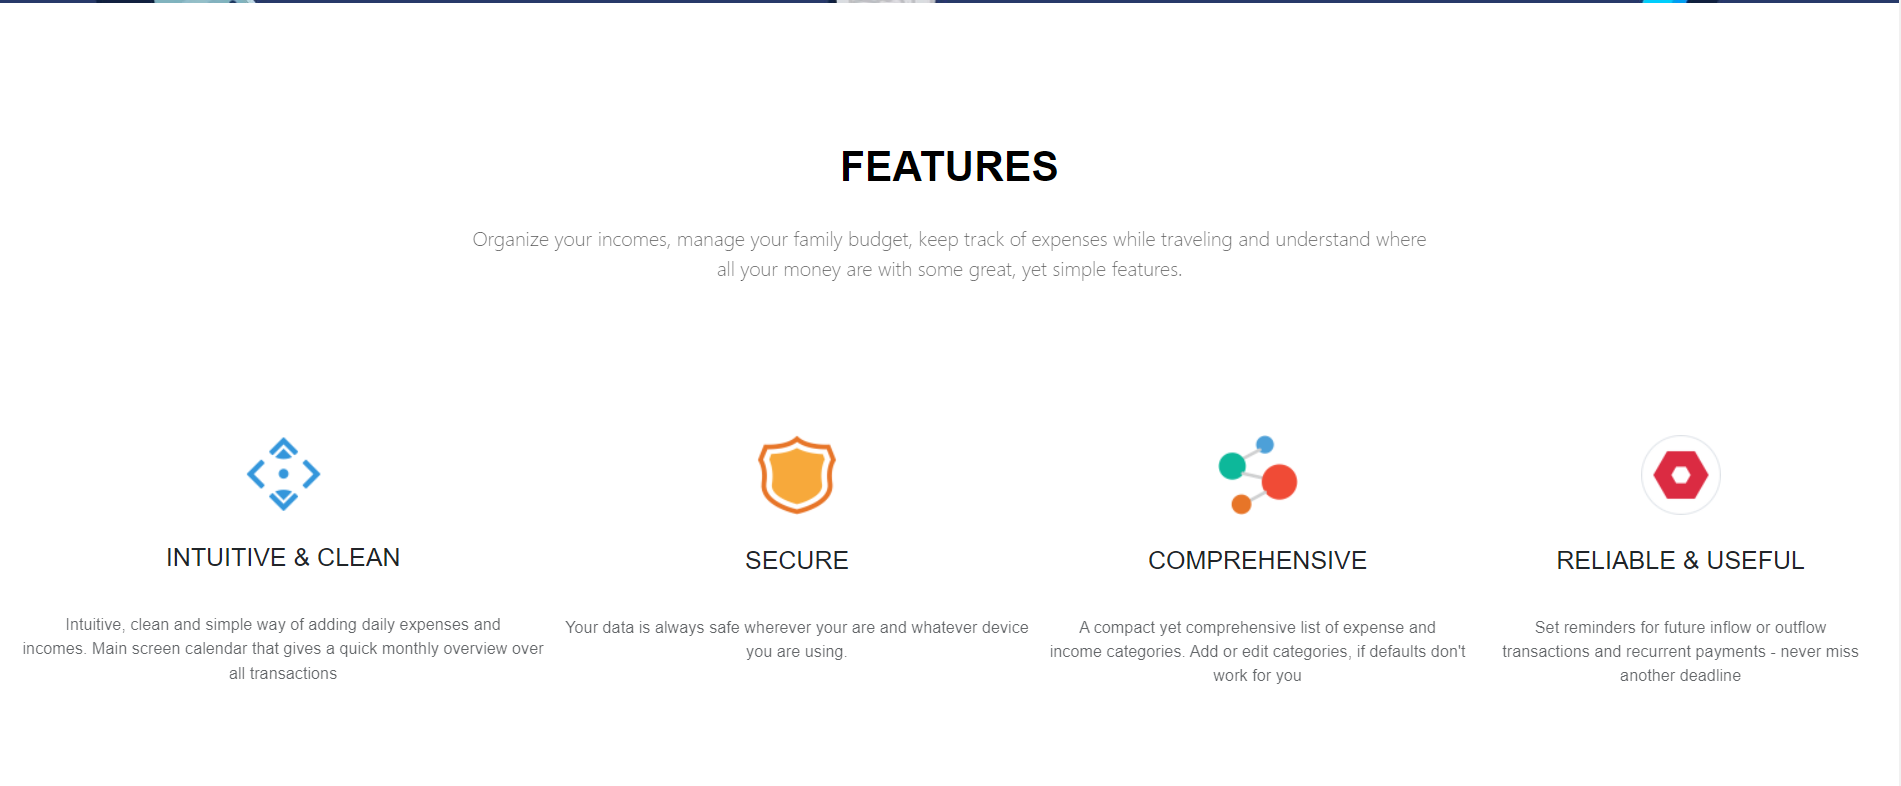 FEATURES
Organize your incomes, manage your family budget, keep track of expenses while traveling and understand where
all your money are with some great, yet simple features.
INTUITIVE & CLEAN
Intuitive, clean and simple way of adding daily expenses and
incomes. Main screen calendar that gives a quick monthly overview over
all transactions
SECURE
Your data is always safe wherever your are and whatever device
you are using.
COMPREHENSIVE
A compact yet comprehensive list of expense and
income categories. Add or edit categories, if defaults don't
work for you
RELIABLE & USEFUL
Set reminders for future inflow or outflow
transactions and recurrent payments - never miss
another deadline